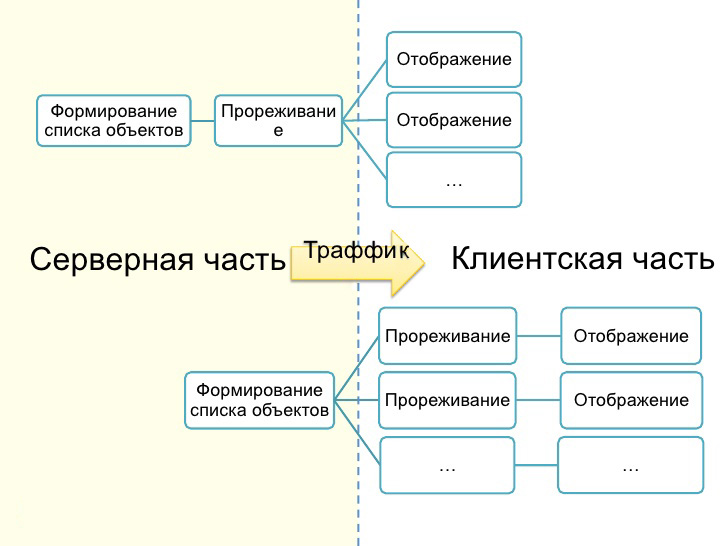 Отображение
Формирование
списка объектов
Прореживани
е
Отображение
...
Серверная часть
Траффик
Клиентская часть
Прореживание
Отображение
Формирование
списка объектов
Прореживание
Отображение
...
...